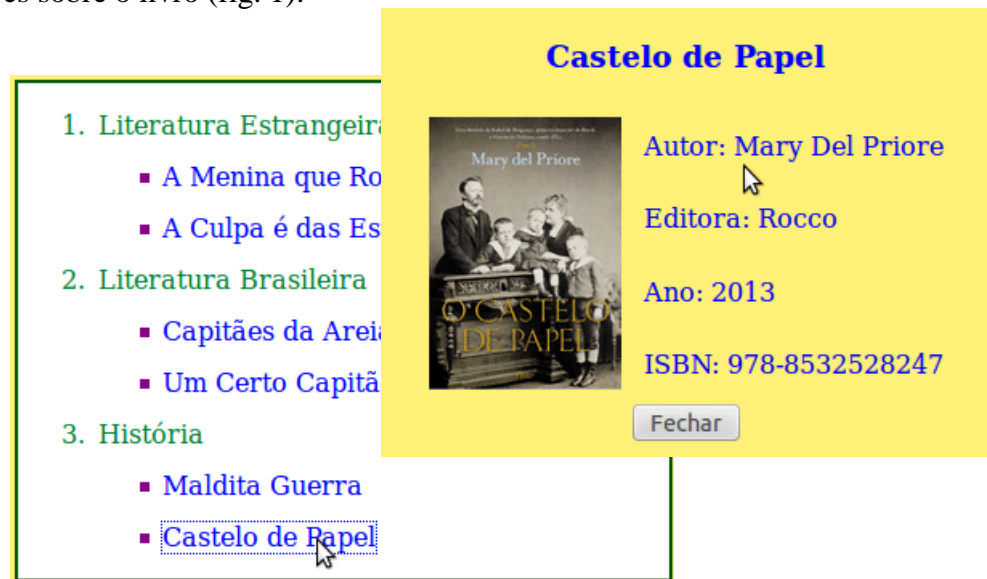 es sobre o livro (fig. 1).
Castelo de Papel
Mary del Priore
O CASTELO
DE PAPEL
Autor: Mary Del Priore
Editora: Rocco
Ano: 2013
ISBN: 978-8532528247
Fechar
1. Literatura Estrangeira
A Menina que Ro
A Culpa é das Es
2. Literatura Brasileira
Capitães da Areia
Um Certo Capitã
3. História
Maldita Guerra
Castelo de Papel